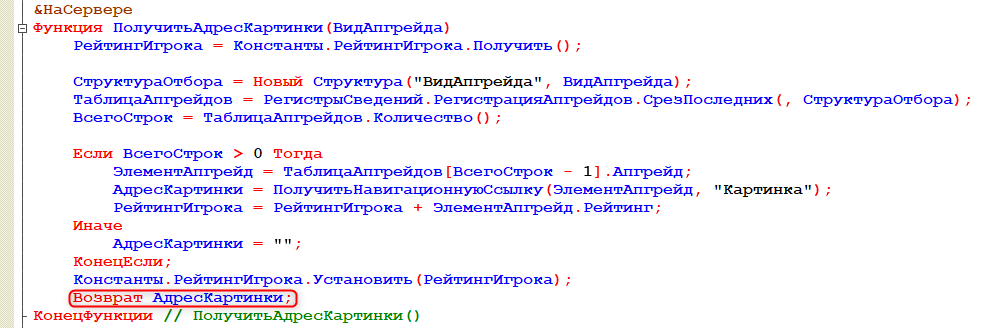 &НаСервере
Функция ПолучитьАдресКартинки(ВидАпгрейда)
РейтингИгрока = Константы.РейтингИгрока.Получить();
СтруктураОтбора = Новый Структура("ВидАпгрейда", ВидАпгрейда);
ТаблицаАпгрейдов = РегистрыСведений.РегистрацияАпгрейдов.СрезПоследних(, СтруктураОтбора);
ВсегоСтрок = ТаблицаАпгрейдов.Количество();
Если ВсегоСтрок > 0 Тогда
ЭлементАпгрейд = ТаблицаАпгрейдов[ВсегоСтрок - 1].Апгрейд;
АдресКартинки = ПолучитьНавигационнуюСсылку(ЭлементАпгрейд, "Картинка");
РейтингИгрока = РейтингИгрока + ЭлементАпгрейд.Рейтинг;
Иначе
АдресКартинки = "";
КонецЕсли;
Константы.РейтингИгрока.Установить(РейтингИгрока);
Возврат АдресКартинки;
КонецФункции // ПолучитьАдресКартинки()